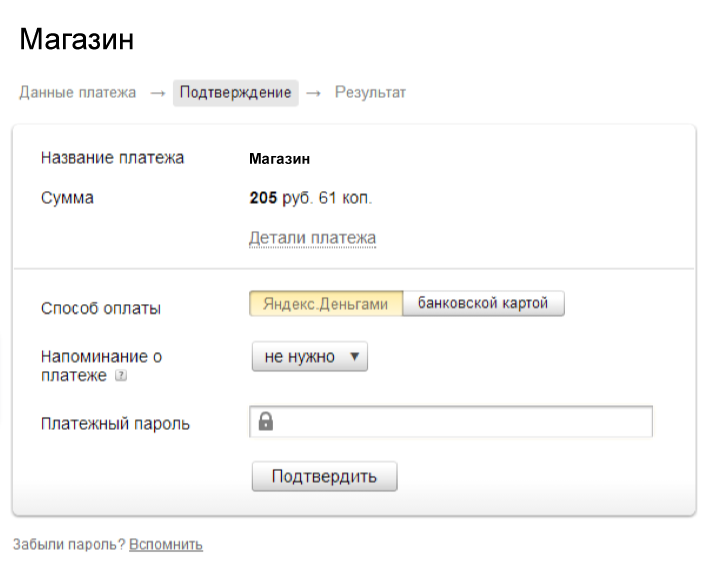 Магазин
Данные платежа → Подтверждение → Результат
Название платежа Магазин
Сумма 205 руб. 61 коп.
Детали платежа
Способ оплаты Яндекс.Деньгами банковской картой
Напоминание о
платеже ? не нужно ▼
Платежный пароль
Подтвердить
Забыли пароль? Вспомнить